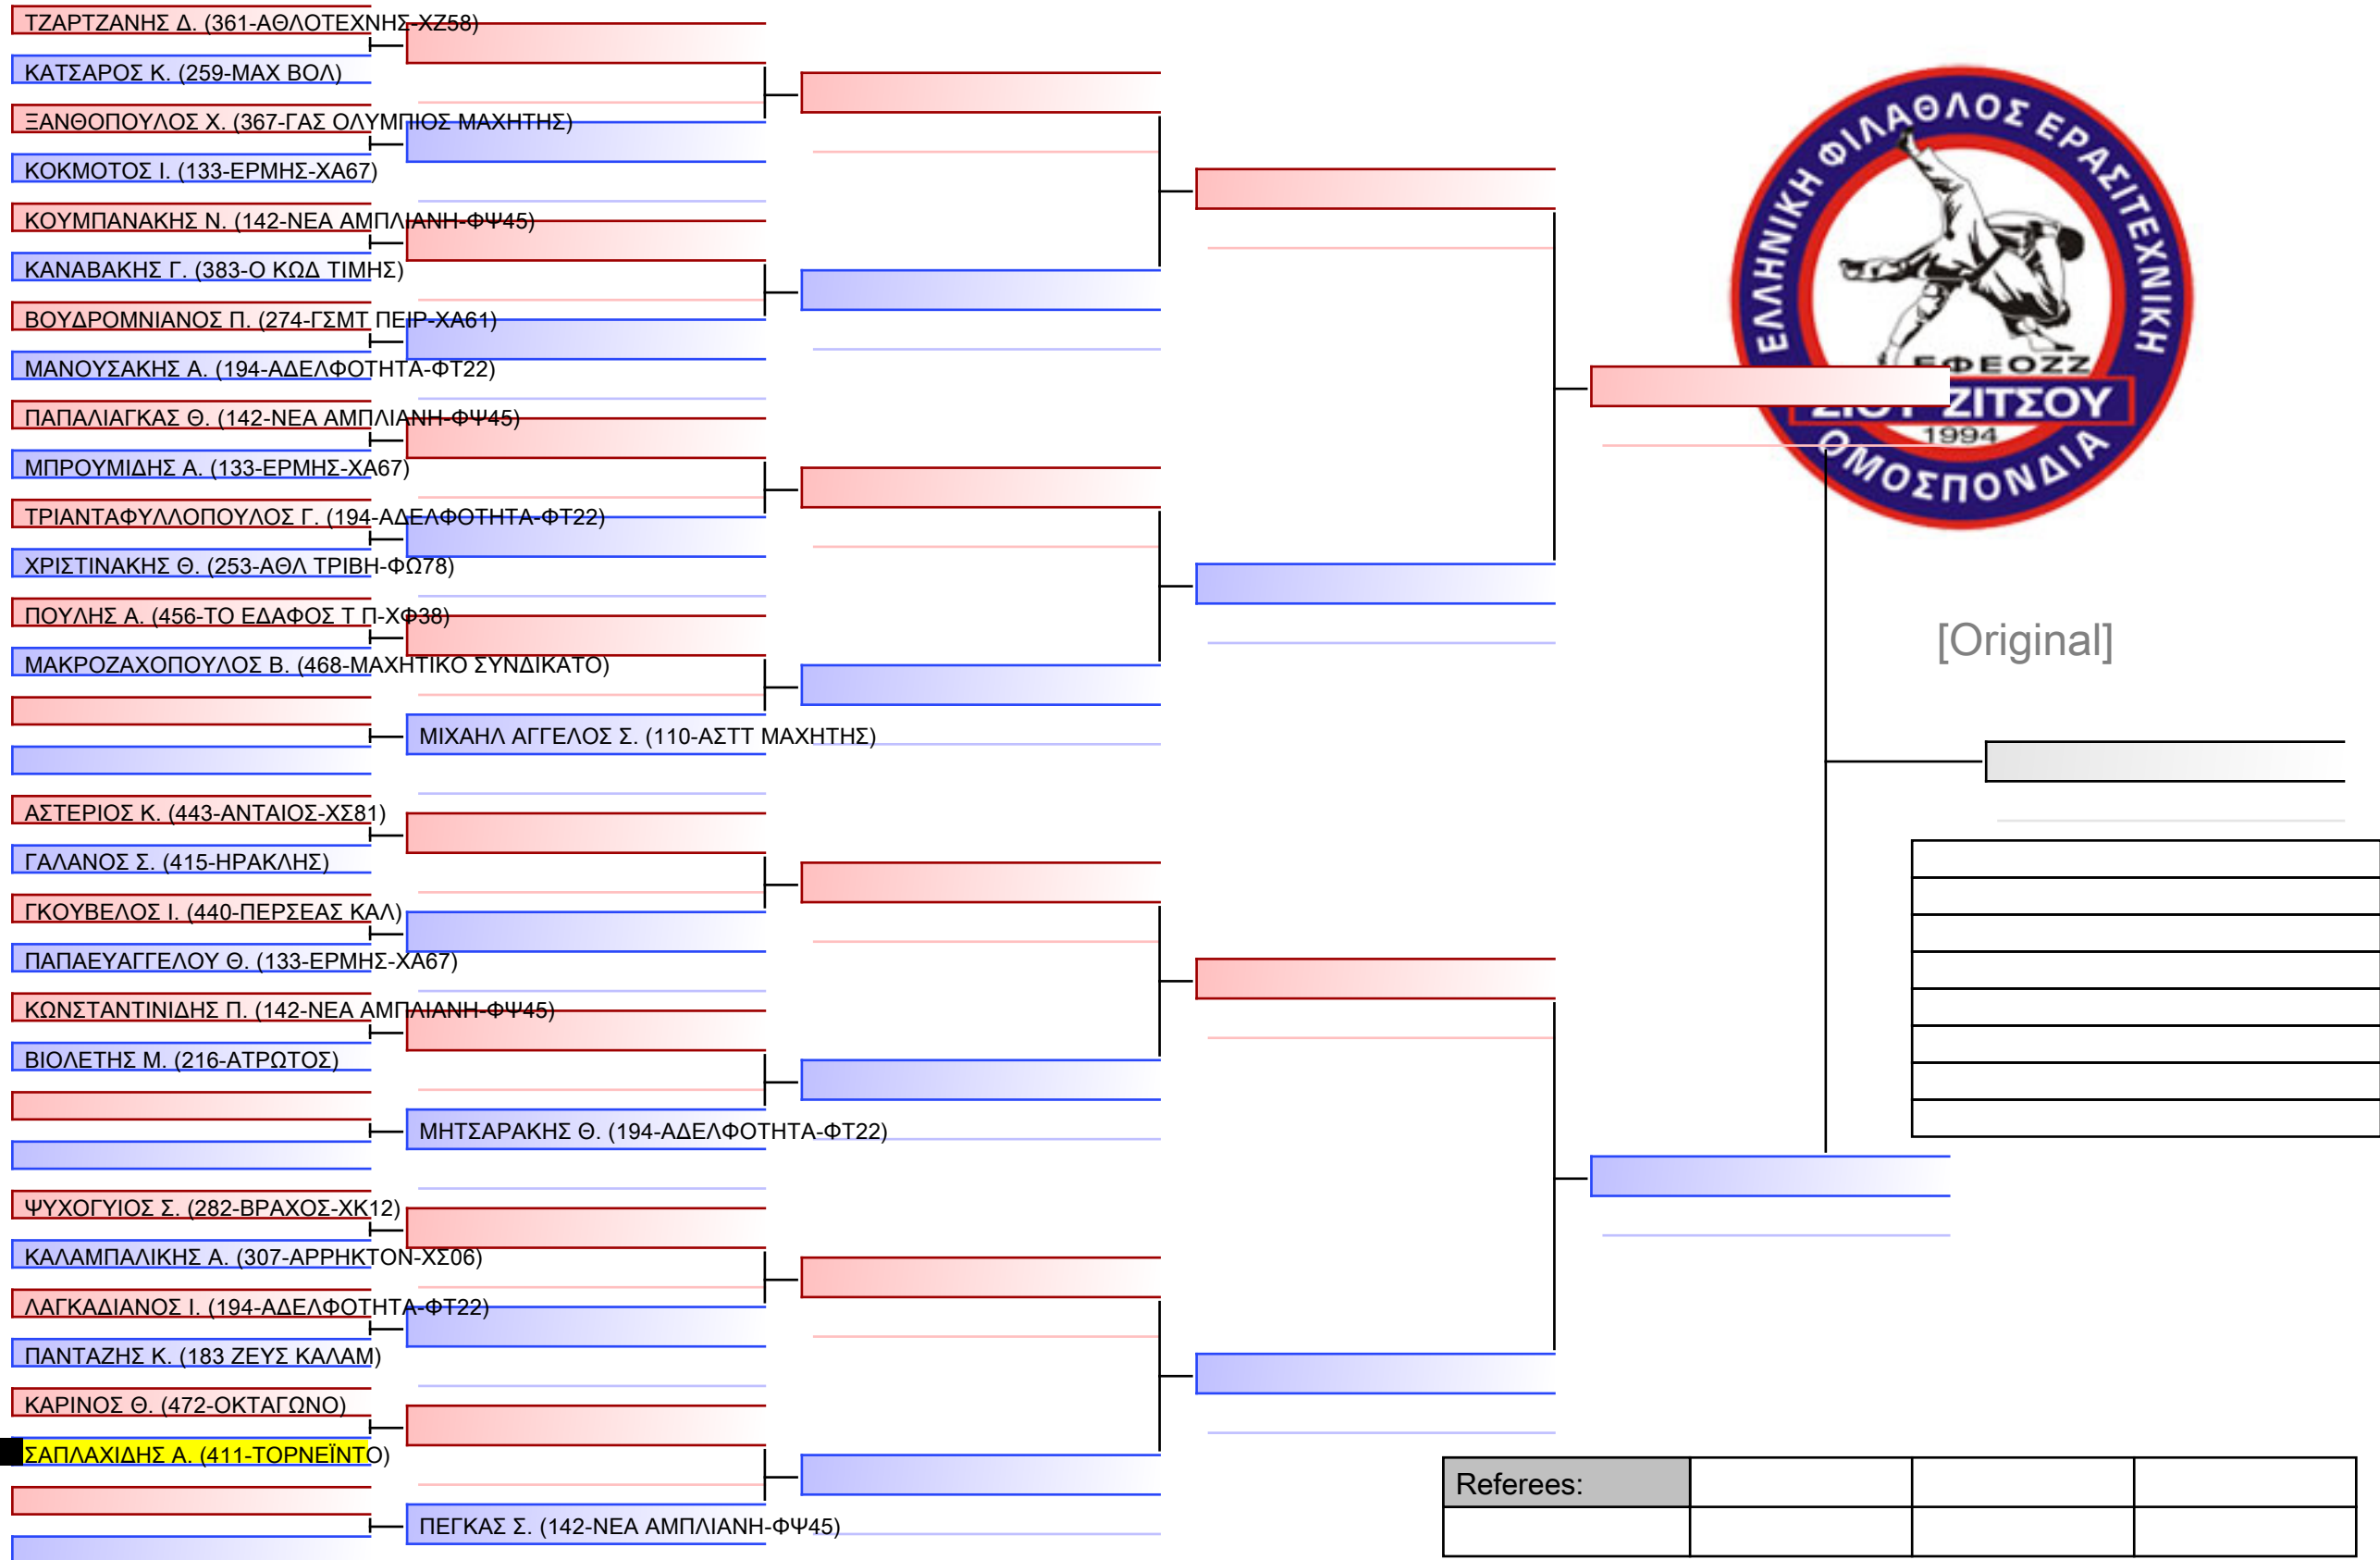 ΤΖΑΡΤΖΑΝΗΣ Δ. (361-ΑΘΛΟΤΕΧΝΗΣ-ΧΖ58)
ΚΑΤΣΑΡΟΣ Κ. (259-ΜΑΧ ΒΟΛ)
ΞΑΝΘΟΠΟΥΛΟΣ Χ. (367-ΓΑΣ ΟΛΥΜΠΙΟΣ ΜΑΧΗΤΗΣ)
ΚΟΚΜΟΤΟΣ Ι. (133-ΕΡΜΗΣ-ΧΑ67)
ΚΟΥΜΠΑΝΑΚΗΣ Ν. (142-ΝΕΑ ΑΜΠΛΙΑΝΗ-ΦΨ45)
ΚΑΝΑΒΑΚΗΣ Γ. (383-Ο ΚΩΔ ΤΙΜΗΣ)
ΒΟΥΔΡΟΜΝΙΑΝΟΣ Π. (274-ΓΣΜΤ ΠΕΙΡ-ΧΑ61)
ΜΑΝΟΥΣΑΚΗΣ Α. (194-ΑΔΕΛΦΟΤΗΤΑ-ΦΤ22)
ΠΑΠΑΛΙΑΓΚΑΣ Θ. (142-ΝΕΑ ΑΜΠΛΙΑΝΗ-ΦΨ45)
ΜΠΡΟΥΜΙΔΗΣ Α. (133-ΕΡΜΗΣ-ΧΑ67)
ΤΡΙΑΝΤΑΦΥΛΛΟΠΟΥΛΟΣ Γ. (194-ΑΔΕΛΦΟΤΗΤΑ-ΦΤ22)
ΧΡΙΣΤΙΝΑΚΗΣ Θ. (253-ΑΘΛ ΤΡΙΒΗ-ΦΩ78)
ΠΟΥΛΗΣ Α. (456-ΤΟ ΕΔΑΦΟΣ Τ Π-ΧΦ38)
ΜΑΚΡΟΖΑΧΟΠΟΥΛΟΣ Β. (468-ΜΑΧΗΤΙΚΟ ΣΥΝΔΙΚΑΤΟ)
ΜΙΧΑΗΛ ΑΓΓΕΛΟΣ Σ. (110-ΑΣΤΤ ΜΑΧΗΤΗΣ)
ΑΣΤΕΡΙΟΣ Κ. (443-ΑΝΤΑΙΟΣ-ΧΣ81)
ΓΑΛΑΝΟΣ Σ. (415-ΗΡΑΚΛΗΣ)
ΓΚΟΥΒΕΛΟΣ Ι. (440-ΠΕΡΣΕΑΣ ΚΑΛ)
ΠΑΠΑΕΥΑΓΓΕΛΟΥ Θ. (133-ΕΡΜΗΣ-ΧΑ67)
ΚΩΝΣΤΑΝΤΙΝΙΔΗΣ Π. (142-ΝΕΑ ΑΜΠΛΙΑΝΗ-ΦΨ45)
ΒΙΟΛΕΤΗΣ Μ. (216-ΑΤΡΩΤΟΣ)
ΜΗΤΣΑΡΑΚΗΣ Θ. (194-ΑΔΕΛΦΟΤΗΤΑ-ΦΤ22)
ΨΥΧΟΓΥΙΟΣ Σ. (282-ΒΡΑΧΟΣ-ΧΚ12)
ΚΑΛΑΜΠΑΛΙΚΗΣ Α. (307-ΑΡΡΗΚΤΟΝ-ΧΣ06)
ΛΑΓΚΑΔΙΑΝΟΣ Ι. (194-ΑΔΕΛΦΟΤΗΤΑ-ΦΤ22)
ΠΑΝΤΑΖΗΣ Κ. (183 ΖΕΥΣ ΚΑΛΑΜ)
ΚΑΡΙΝΟΣ Θ. (472-ΟΚΤΑΓΩΝΟ)
ΣΑΠΛΑΧΙΔΗΣ Α. (411-ΤΟΡΝΕΪΝΤΟ)
ΠΕΓΚΑΣ Σ. (142-ΝΕΑ ΑΜΠΛΙΑΝΗ-ΦΨ45)
ΕΛΛΗΝΙΚΗ ΦΙΛΑΘΛΟΣ ΕΡΑΣΙΤΕΧΝΙΚΗ
ΕΦΕΟΖΖ
ΖΙΤΣΟΥ
1994
ΟΜΟΣΠΟΝΔΙΑ
[Original]
Referees: